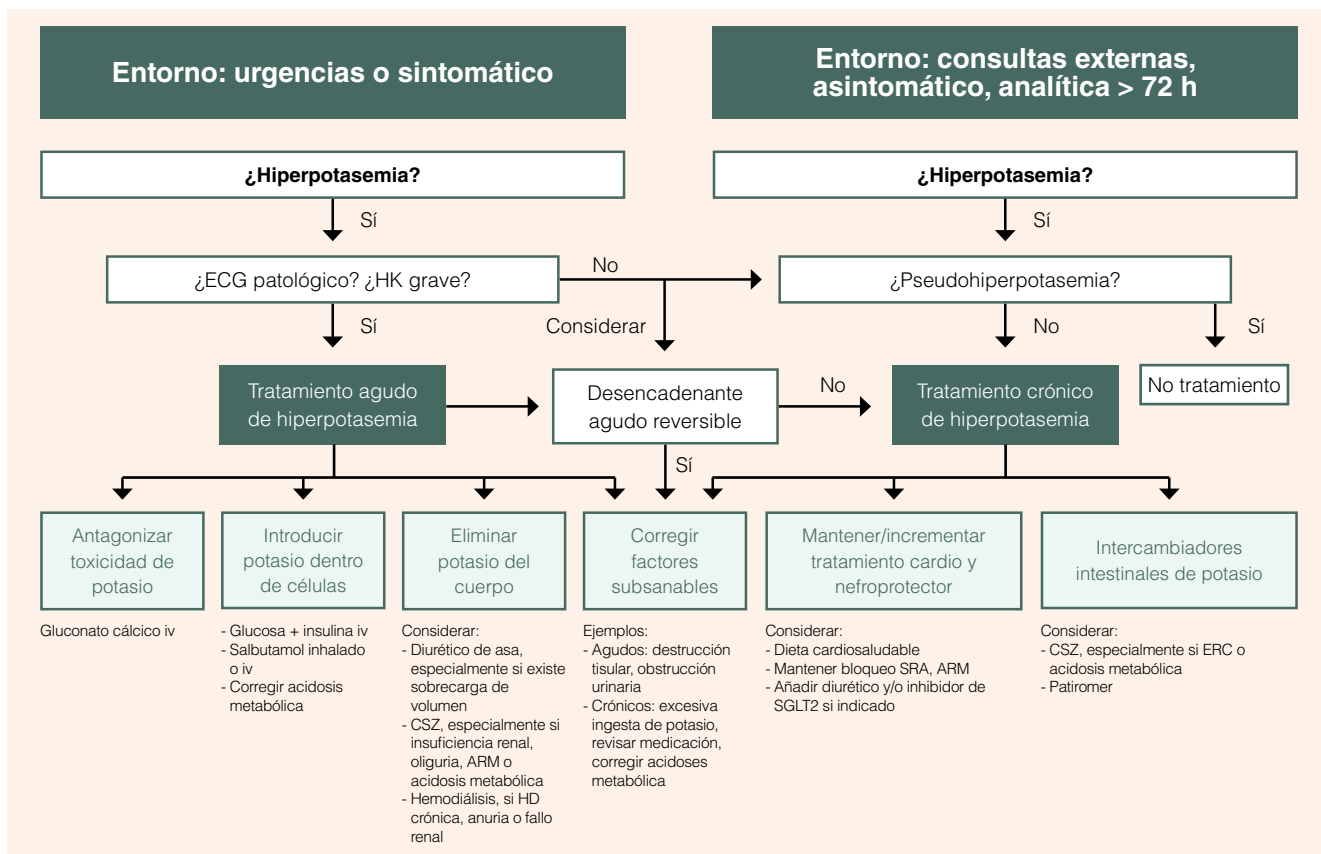 Entorno: urgencias o sintomático
Entorno: consultas externas,
asintomático, analítica > 72 h
¿Hiperpotasemia?
¿Hiperpotasemia?
Sí
Sí
¿ECG patológico? ¿HK grave?
No
¿Pseudohiperpotasemia?
Sí
Considerar
No
Sí
Tratamiento agudo
de hiperpotasemia
Desencadenante
agudo reversible
No
Tratamiento crónico
de hiperpotasemia
No tratamiento
Sí
Antagonizar
toxicidad de
potasio
Introducir
potasio dentro
de células
Eliminar
potasio del
cuerpo
Corregir
factores
subsanables
Mantener/incrementar
tratamiento cardio y
nefroprotector
Intercambiadores
intestinales de potasio
Gluconato cálcico iv
- Glucosa + insulina iv
- Salbutamol inhalado
o iv
- Corregir acidosis
metabólica
Considerar:
- Diurético de asa,
especialmente si existe
sobrecarga de
volumen
- CSZ, especialmente si
insuficiencia renal,
oliguria, ARM o
acidosis metabólica
- Hemodiálisis, si HD
crónica, anuria o fallo
renal
Ejemplos:
- Agudos: destrucción
tisular, obstrucción
urinaria
- Crónicos: excesiva
ingesta de potasio,
revisar medicación,
corregir acidoses
metabólica
Considerar:
- Dieta cardiosaludable
- Mantener bloqueo SRA, ARM
- Añadir diurético y/o inhibidor de
SGLT2 si indicado
Considerar:
- CSZ, especialmente si ERC o
acidosis metabólica
- Patiromer